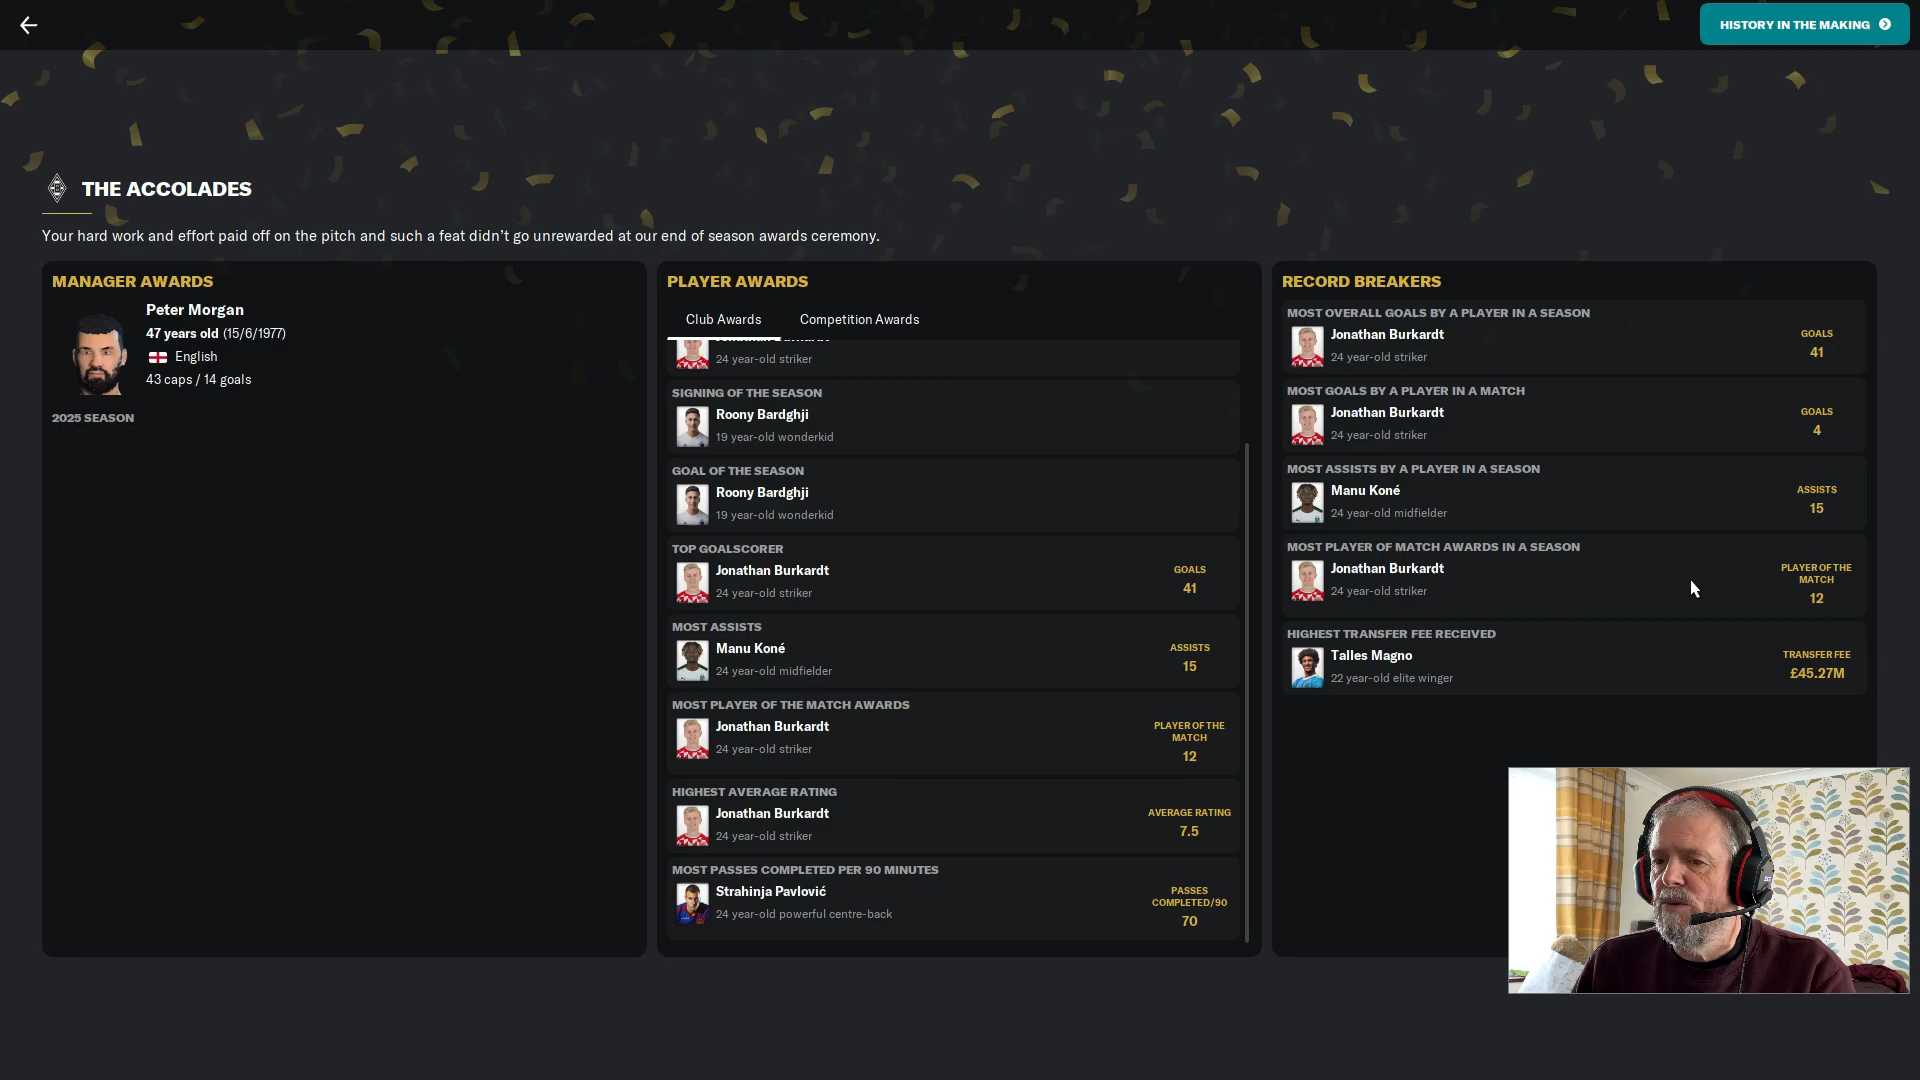 HISTORY IN THE MAKING
THE ACCOLADES
Your hard work and effort paid off on the pitch and such a feat didn't go unrewarded at our end of season awards ceremony.
MANAGER AWARDS
Peter Morgan
47 years old (15/6/1977)
English
43 caps / 14 goals
2025 SEASON
PLAYER AWARDS
Club Awards
Competition Awards
24 year-old striker
SIGNING OF THE SEASON
Roony Bardghji
19 year-old wonderkid
GOAL OF THE SEASON
Roony Bardghji
19 year-old wonderkid
TOP GOALSCORER
Jonathan Burkardt
24 year-old striker
GOALS
41
MOST ASSISTS
Manu Koné
24 year-old midfielder
ASSISTS
15
MOST PLAYER OF THE MATCH AWARDS
Jonathan Burkardt
24 year-old striker
PLAYER OF THE
MATCH
12
HIGHEST AVERAGE RATING
Jonathan Burkardt
24 year-old striker
AVERAGE RATING
7.5
MOST PASSES COMPLETED PER 90 MINUTES
Strahinja Pavlović
24 year-old powerful centre-back
PASSES
COMPLETED/90
70
RECORD BREAKERS
MOST OVERALL GOALS BY A PLAYER IN A SEASON
Jonathan Burkardt
24 year-old striker
GOALS
41
MOST GOALS BY A PLAYER IN A MATCH
Jonathan Burkardt
24 year-old striker
GOALS
4
MOST ASSISTS BY A PLAYER IN A SEASON
Manu Koné
24 year-old midfielder
ASSISTS
15
MOST PLAYER OF MATCH AWARDS IN A SEASON
Jonathan Burkardt
24 year-old striker
PLAYER OF THE
MATCH
12
HIGHEST TRANSFER FEE RECEIVED
Talles Magno
22 year-old elite winger
TRANSFER FEE
£45.27M